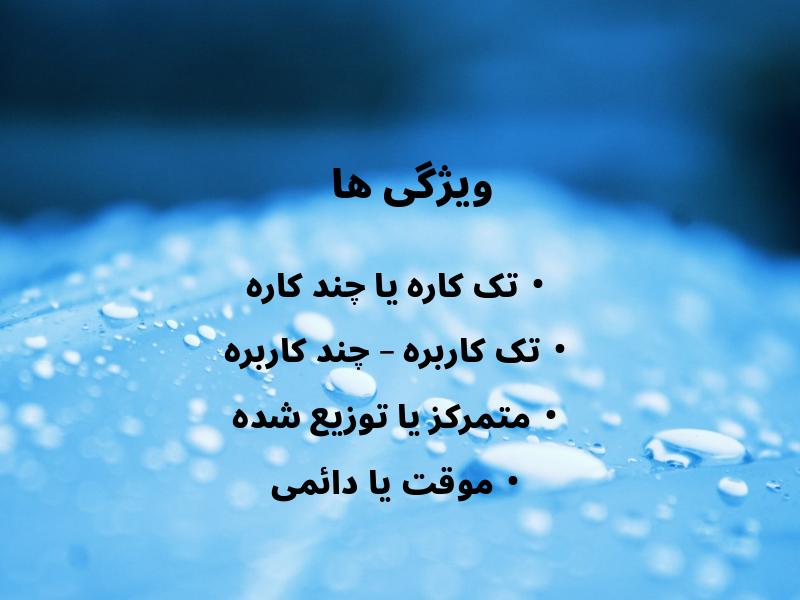 ویژگی ها
• تک کاره یا چند کاره
• تک کاربره – چند کاربره
• متمرکز یا توزیع شده
• موقت یا دائمی